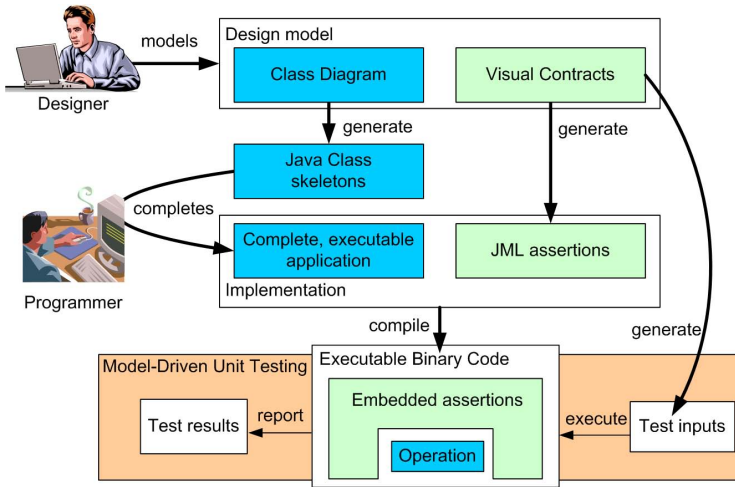 models
Designer
Design model
Class Diagram
Visual Contracts
generate
generate
Java Class
skeletons
completes
Programmer
Complete, executable
application
JML assertions
Implementation
compile
generate
Model-Driven Unit Testing
Executable Binary Code
Embedded assertions
Test results
report
execute
Test inputs
Operation